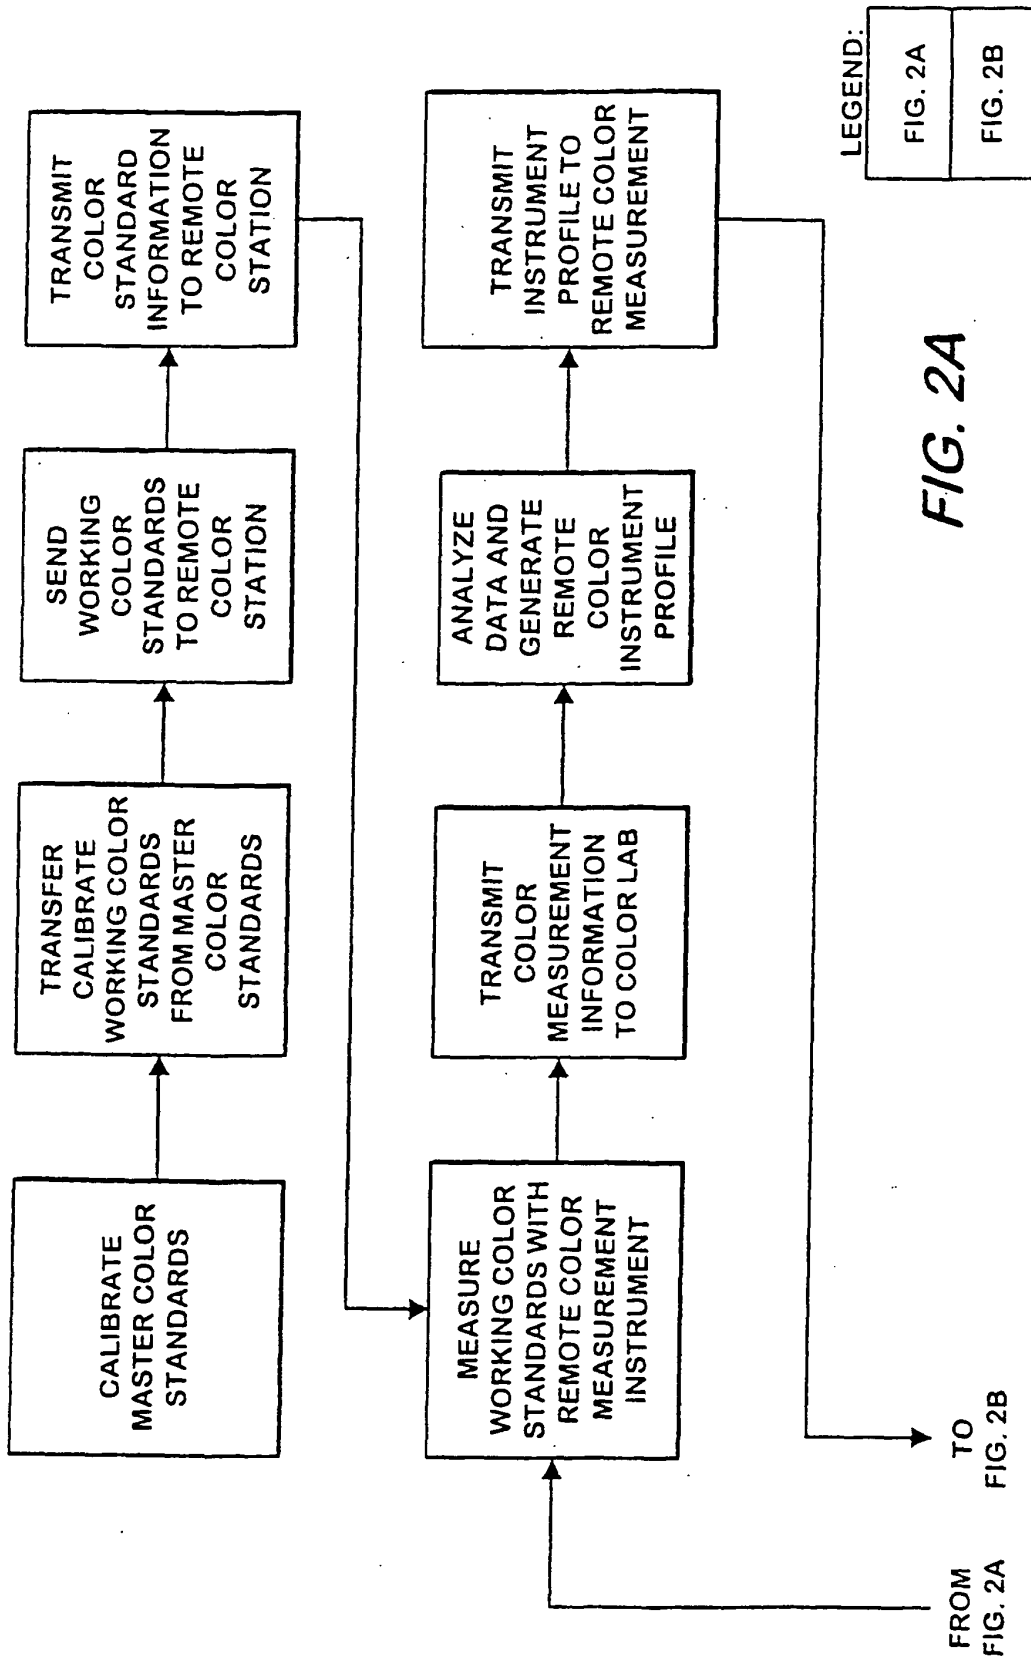 CALIBRATE
MASTER COLOR
STANDARDS
TRANSFER
CALIBRATE
WORKING COLOR
STANDARDS
FROM MASTER
COLOR
STANDARDS
SEND
WORKING
COLOR
STANDARDS
TO REMOTE
COLOR
STATION
TRANSMIT
COLOR
STANDARD
INFORMATION
TO REMOTE
COLOR
STATION
MEASURE
WORKING COLOR
STANDARDS WITH
REMOTE COLOR
MEASUREMENT
INSTRUMENT
TRANSMIT
COLOR
MEASUREMENT
INFORMATION
TO COLOR LAB
ANALYZE
DATA AND
GENERATE
REMOTE
COLOR
INSTRUMENT
PROFILE
TRANSMIT
INSTRUMENT
PROFILE TO
REMOTE COLOR
MEASUREMENT
FROM
FIG. 2A
TO
FIG. 2B
FIG. 2A
LEGEND:
FIG. 2A
FIG. 2B